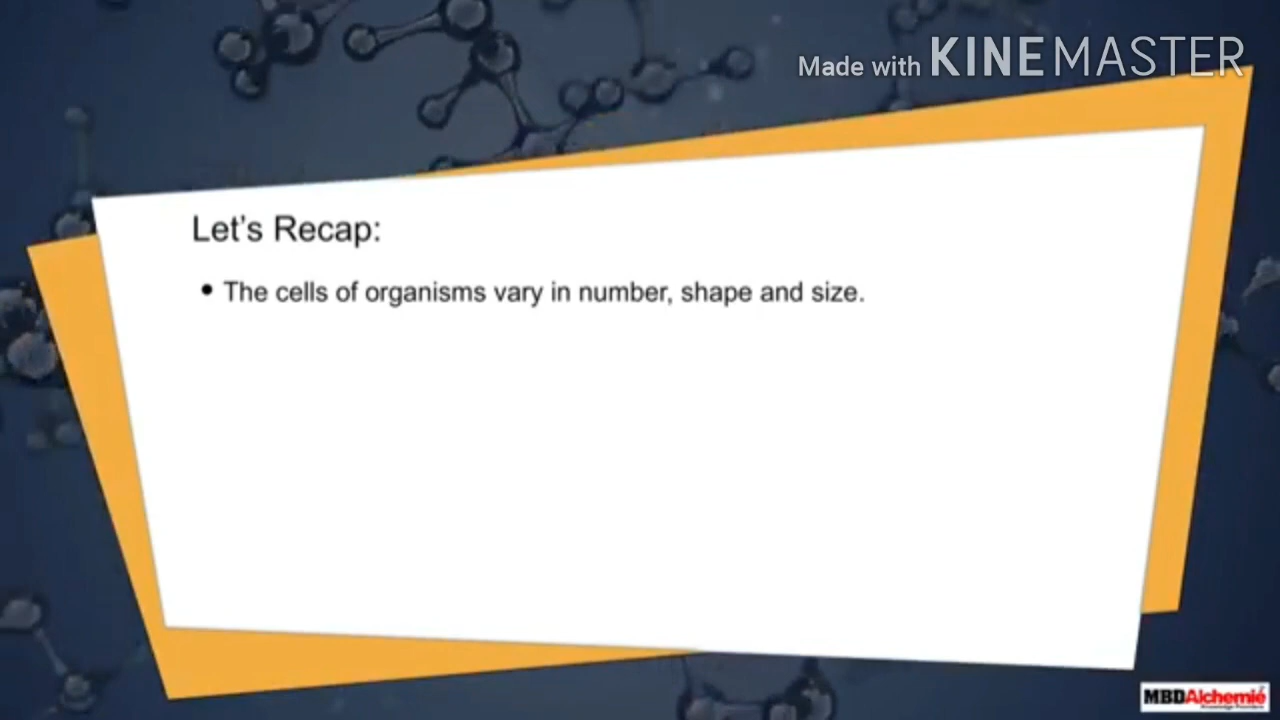 Made with KINEMASTER
Let's Recap:
• The cells of organisms vary in number, shape and size.
MBDAlchemie